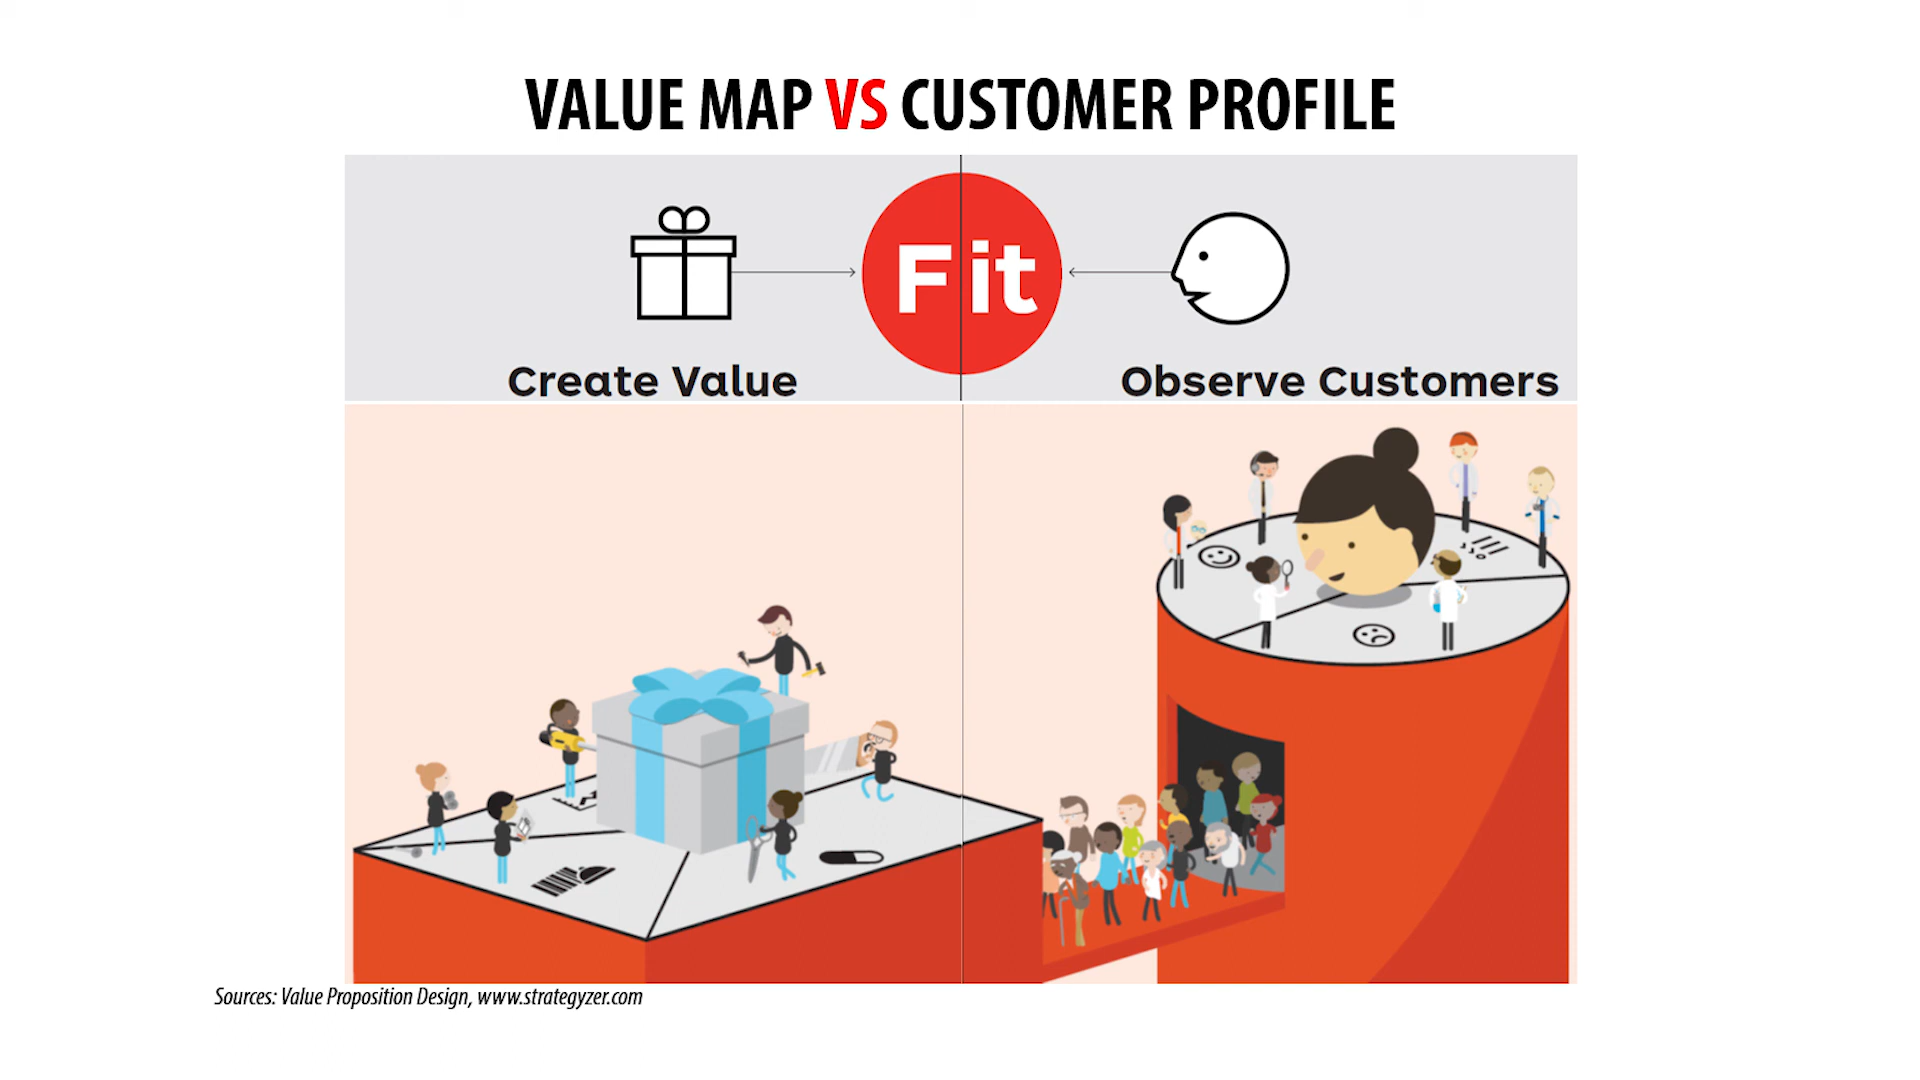 VALUE MAP VS CUSTOMER PROFILE
Fit
Create Value
Observe Customers
Sources: Value Proposition Design, www.strategyzer.com